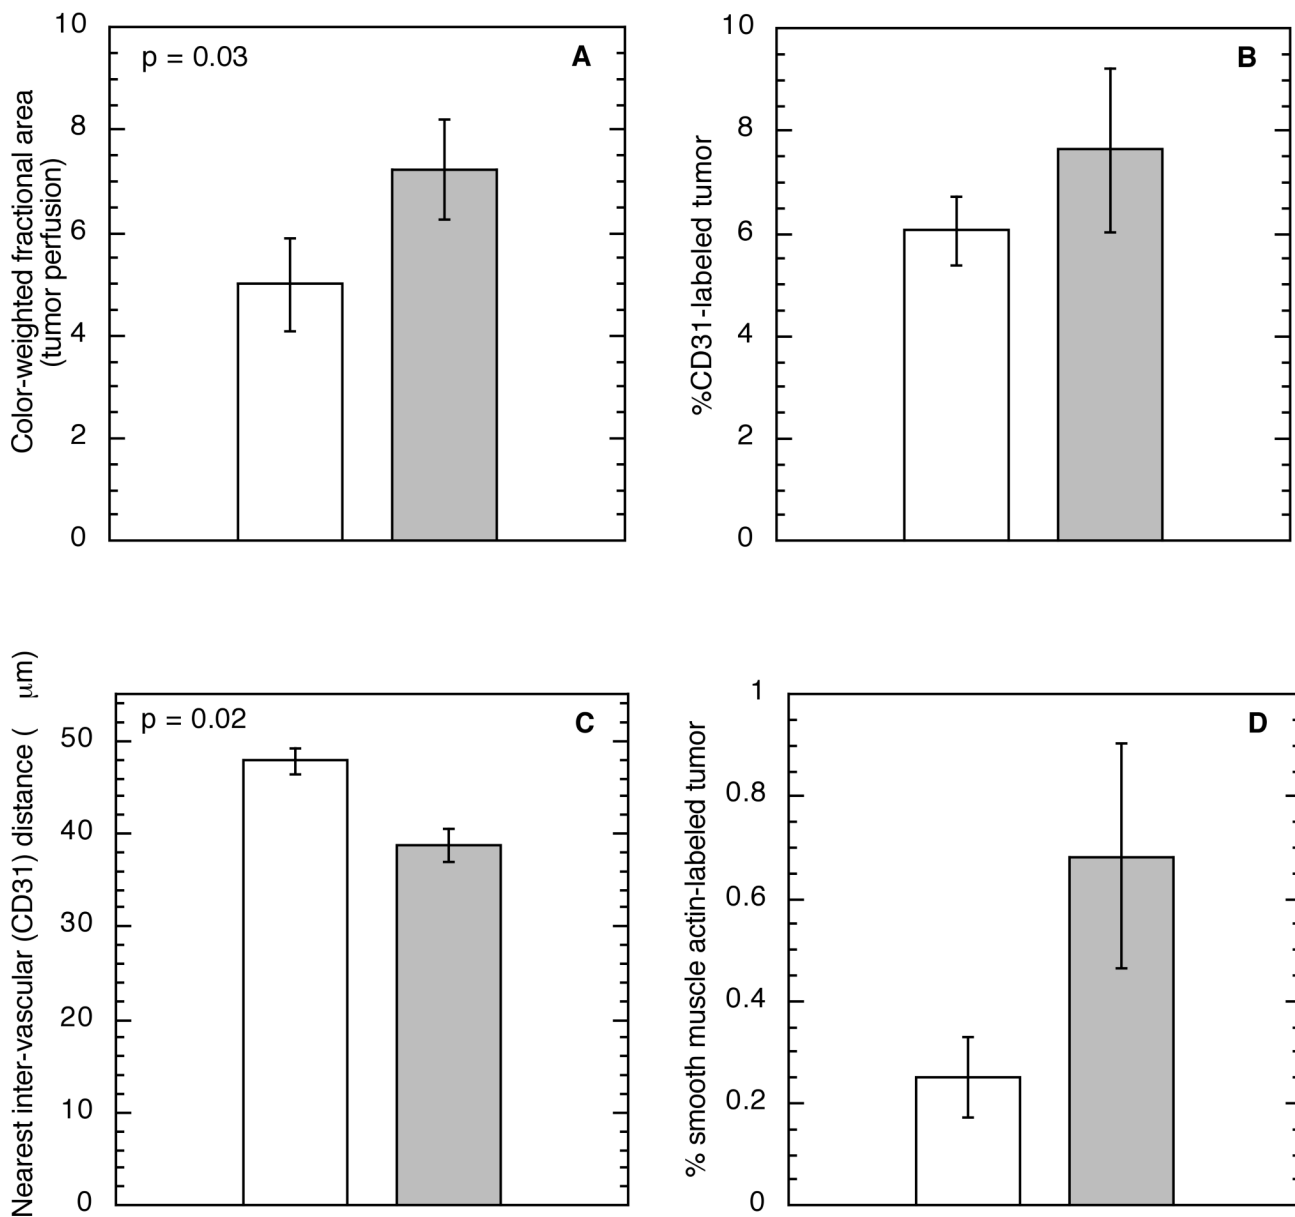 p = 0.03
A
Color-weighted fractional area
(tumor perfusion)
10
8
6
4
2
0
B
%CD31-labeled tumor
10
8
6
4
2
0
p = 0.02
C
Nearest inter-vascular (CD31) distance ( μm)
50
40
30
20
10
0
D
% smooth muscle actin-labeled tumor
1
0.8
0.6
0.4
0.2
0